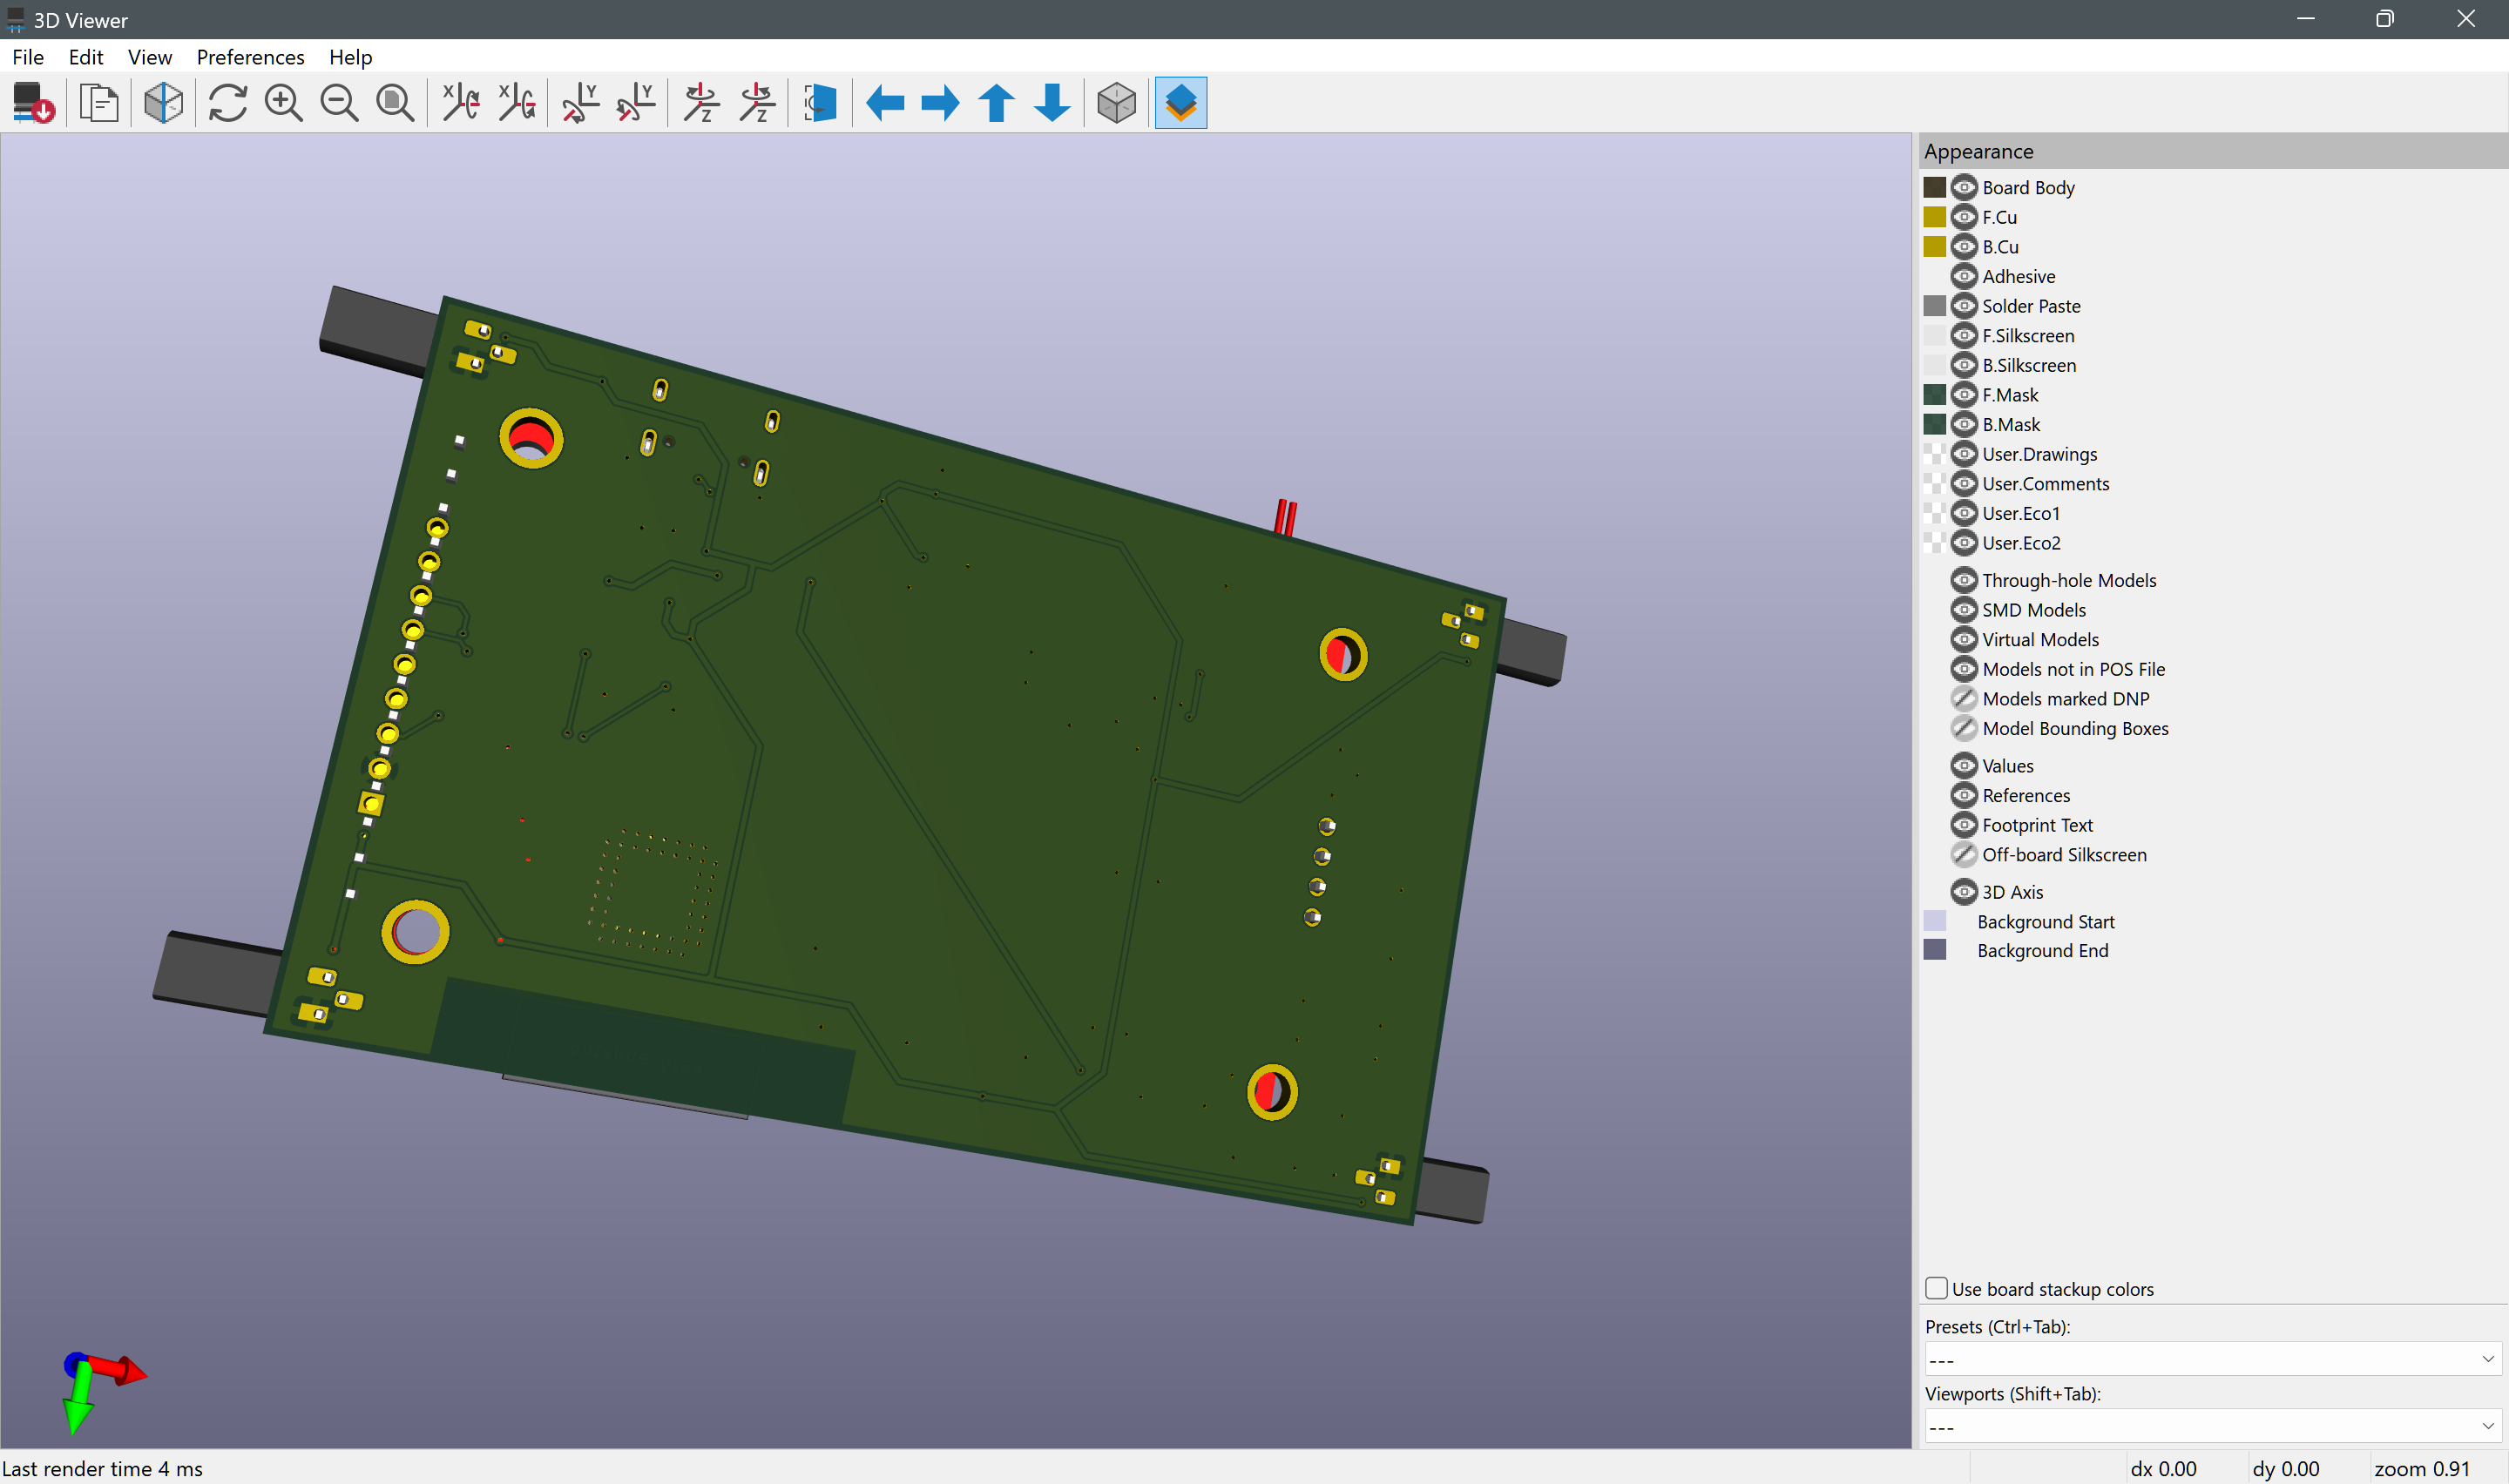 3D Viewer
File Edit View Preferences Help
X X Y Y Z Z
Appearance
Board Body
F.Cu
B.Cu
Adhesive
Solder Paste
F.Silkscreen
B.Silkscreen
F.Mask
B.Mask
User.Drawings
User.Comments
User.Eco1
User.Eco2
Through-hole Models
SMD Models
Virtual Models
Models not in POS File
Models marked DNP
Model Bounding Boxes
Values
References
Footprint Text
Off-board Silkscreen
3D Axis
Background Start
Background End
Use board stackup colors
Presets (Ctrl+Tab):
---
Viewports (Shift+Tab):
---
Last render time 4 ms
dx 0.00 dy 0.00 zoom 0.91